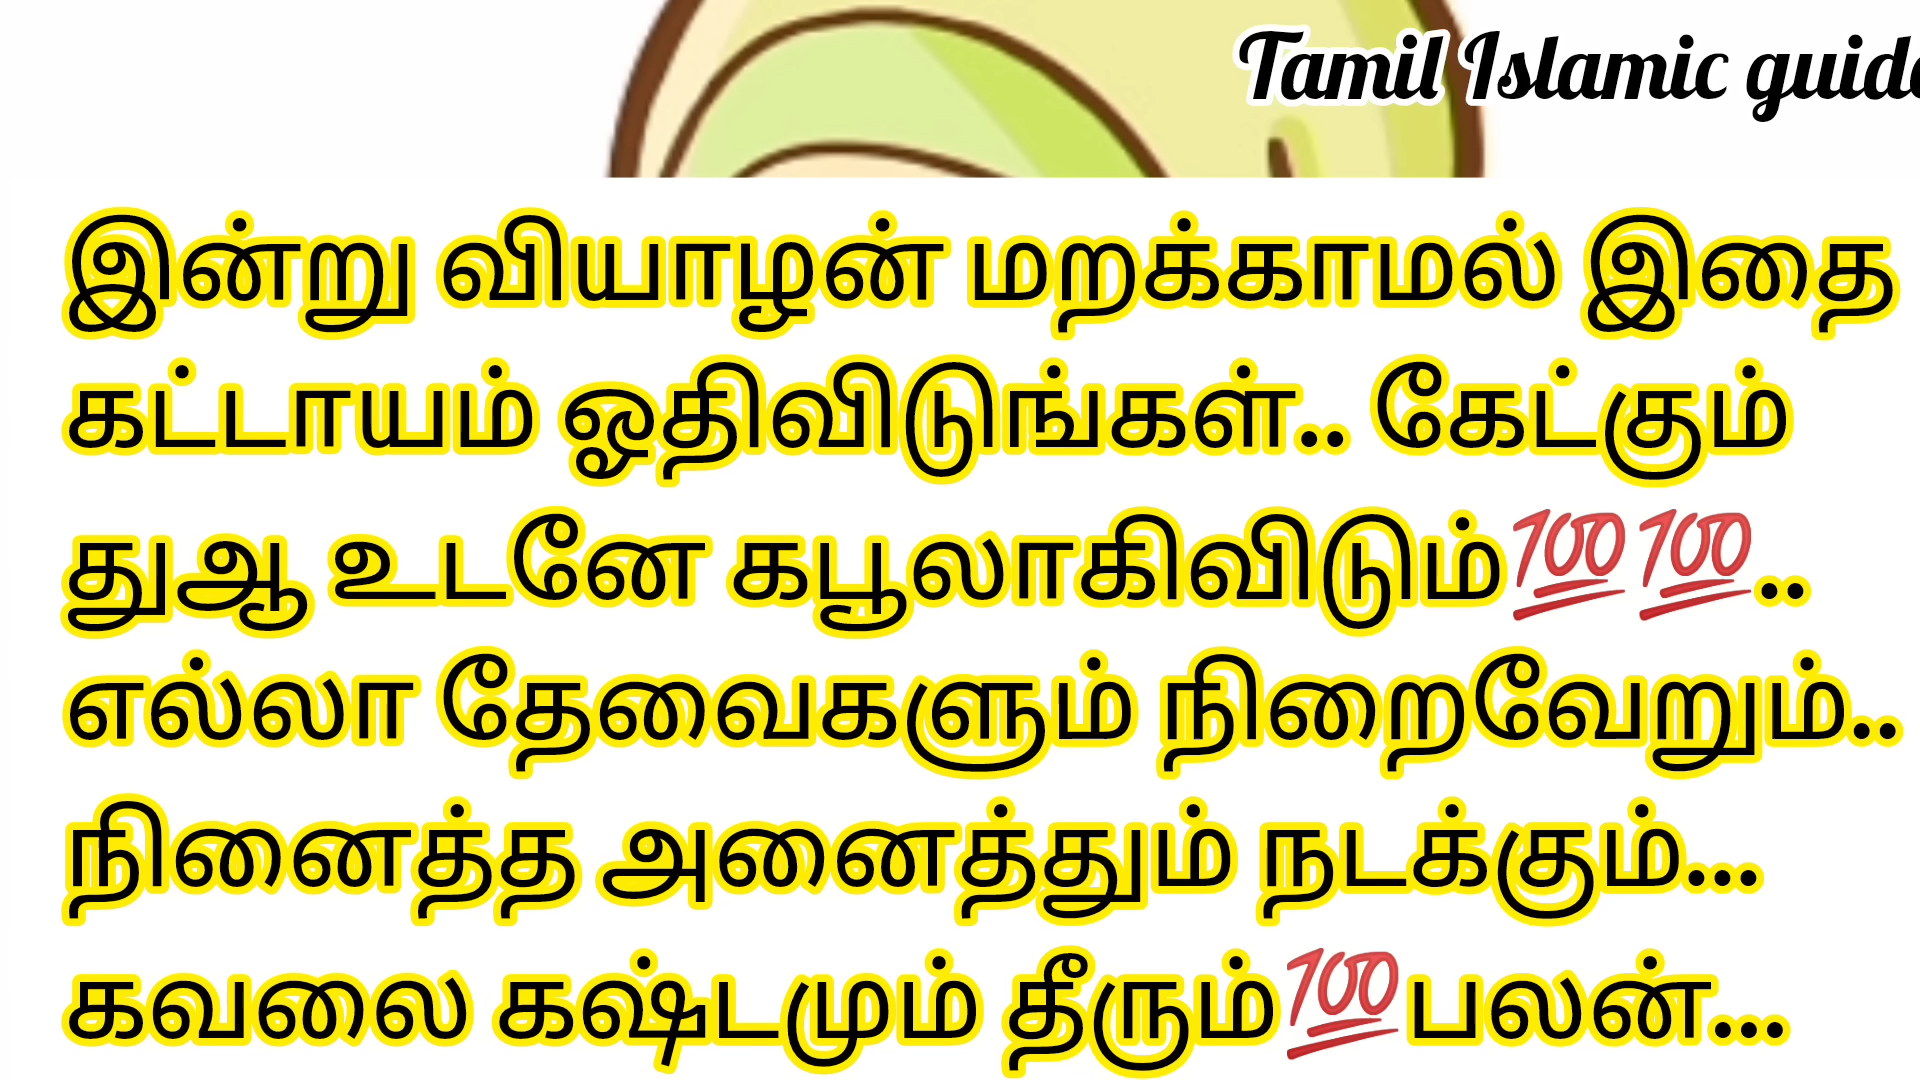 Tamil Islamic guide
இன்று வியாழன் மறக்காமல் இதை
கட்டாயம் ஓதிவிடுங்கள்.. கேட்கும்
துஆ உடனே கபூலாகிவிடும்💯💯..
எல்லா தேவைகளும் நிறைவேறும்..
நினைத்த அனைத்தும் நடக்கும்...
கவலை கஷ்டமும் தீரும்💯பலன்...